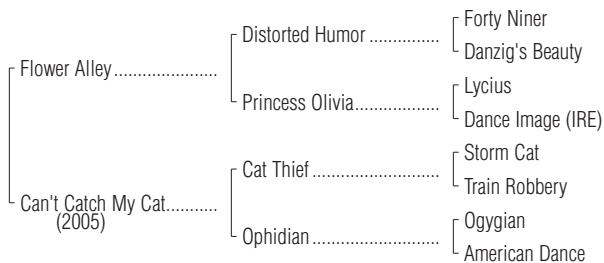 Forty Niner
Distorted Humor ...............
Danzig's Beauty
Flower Alley......................
Lycius
Princess Olivia..................
Dance Image (IRE)
Storm Cat
Cat Thief ...........................
Train Robbery
Can't Catch My Cat...........
(2005)
Ogygian
Ophidian ...........................
American Dance